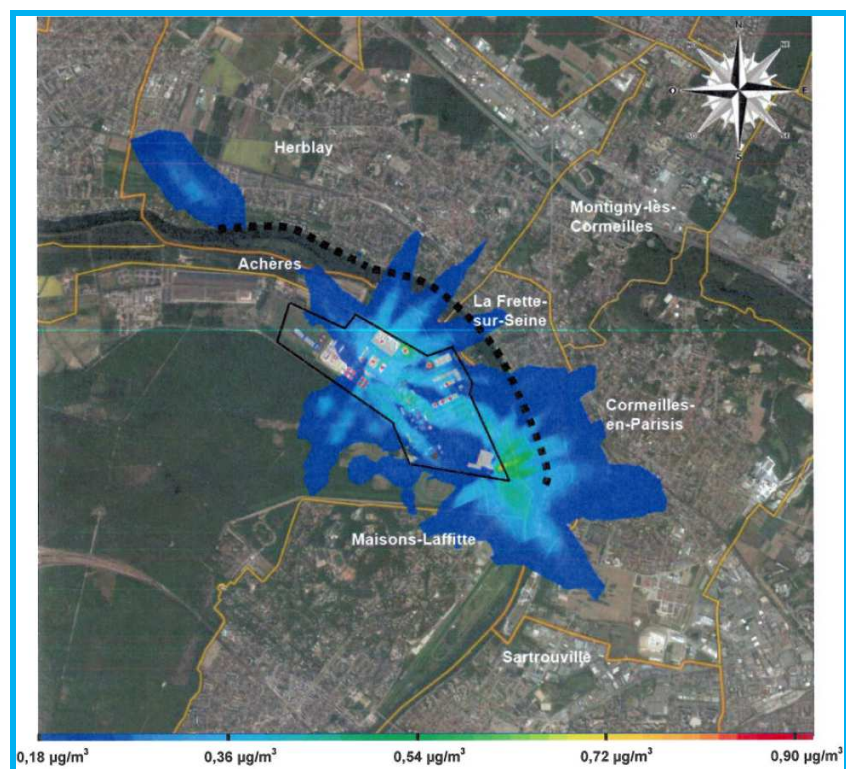 N
Herblay
O
E
S
Montigny-lès-
Cormeilles
Achères
La Frette-
sur-Seine
Cormeilles-
en-Parisis
Maisons-Laffitte
Sartrouville
0,18 µg/m³
0,36 µg/m³
0,54 µg/m³
0,72 µg/m³
0,90 µg/m³